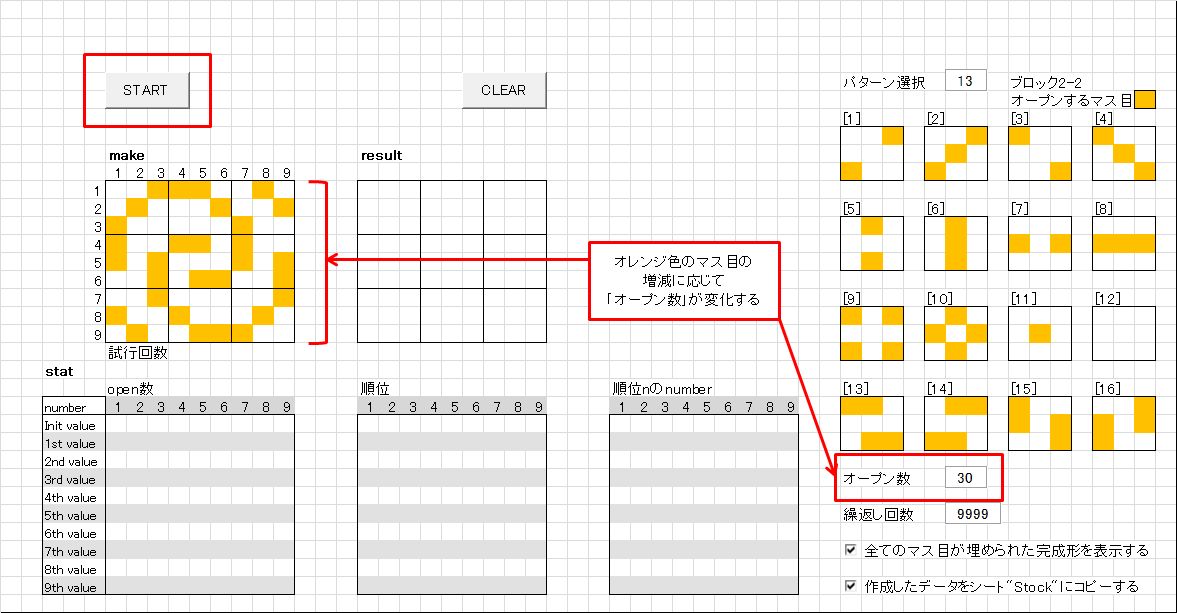 START
CLEAR
パターン選択 13
ブロック2-2
オープンするマス目
[1] [2] [3] [4]
make
result
1 2 3 4 5 6 7 8 9
1
2
3
4
5
6
7
8
9
[5] [6] [7] [8]
オレンジ色のマス目の
増減に応じて
「オープン数」が変化する
[9] [10] [11] [12]
試行回数
stat
open数
順位
順位nのnumber
[13] [14] [15] [16]
number 1 2 3 4 5 6 7 8 9 1 2 3 4 5 6 7 8 9 1 2 3 4 5 6 7 8 9
Init value
1st value
2nd value
3rd value
4th value
5th value
6th value
7th value
8th value
9th value
オープン数 30
繰返し回数 9999
全てのマス目が埋められた完成形を表示する
作成したデータをシート“Stock“にコピーする